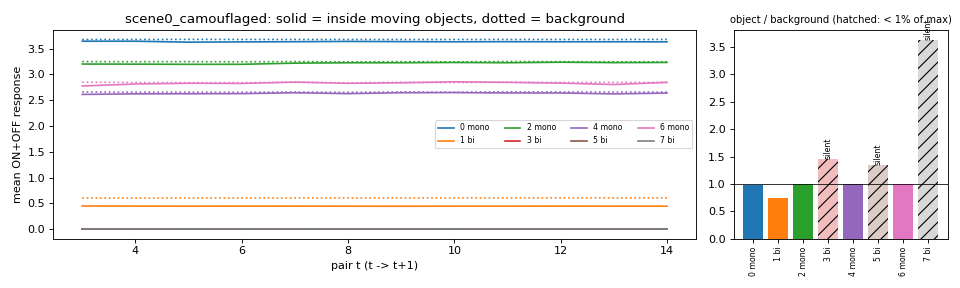 scene0_camouflaged: solid = inside moving objects, dotted = background
mean ON+OFF response
3.5
3.0
2.5
2.0
1.5
1.0
0.5
0.0
0 mono
2 mono
4 mono
6 mono
1 bi
3 bi
5 bi
7 bi
4
6
8
10
12
14
pair t (t -> t+1)
object / background (hatched: < 1% of max)
3.5
3.0
2.5
2.0
1.5
1.0
0.5
0.0
silent
silent
silent
0 mono
1 bi
2 mono
3 bi
4 mono
5 bi
6 mono
7 bi